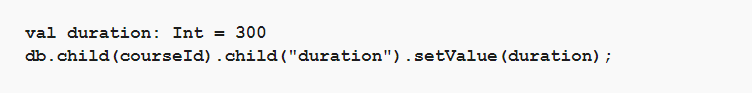 val duration: Int = 300
db.child(courseId).child("duration").setValue(duration);